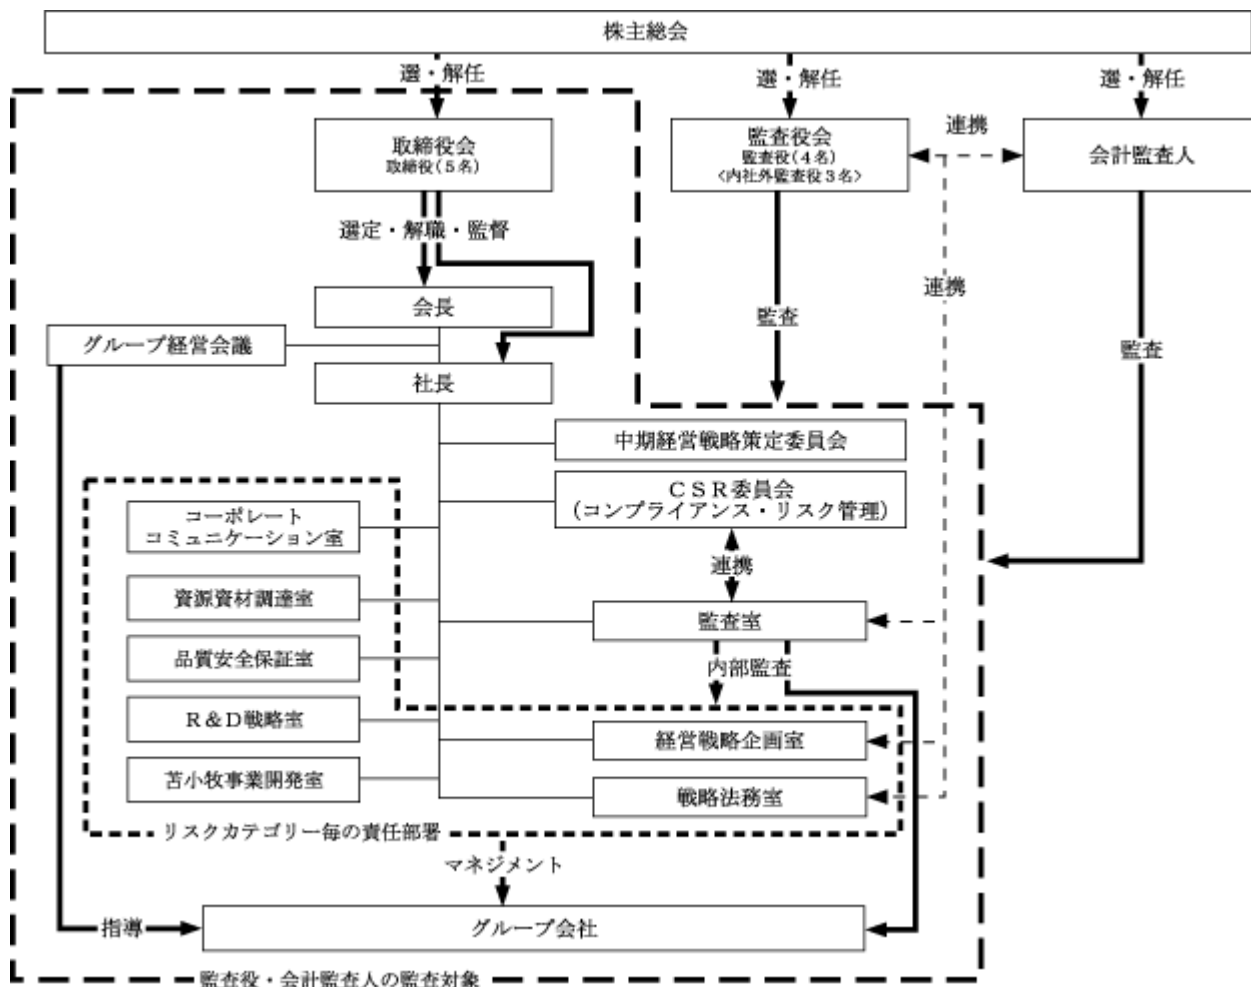 株主総会
選・解任
選・解任
選・解任
取締役会
取締役(5名)
監査役会
監査役(4名)
<内社外監査役3名>
連携
会計監査人
選定・解職・監督
連携
会長
監査
グループ経営会議
監査
社長
中期経営戦略策定委員会
CSR委員会
(コンプライアンス・リスク管理)
コーポレート
コミュニケーション室
連携
資源資材調達室
監査室
品質安全保証室
内部監査
R&D戦略室
経営戦略企画室
苫小牧事業開発室
戦略法務室
リスクカテゴリー毎の責任部署
マネジメント
指導
グループ会社
監査役・会計監査人の監査対象